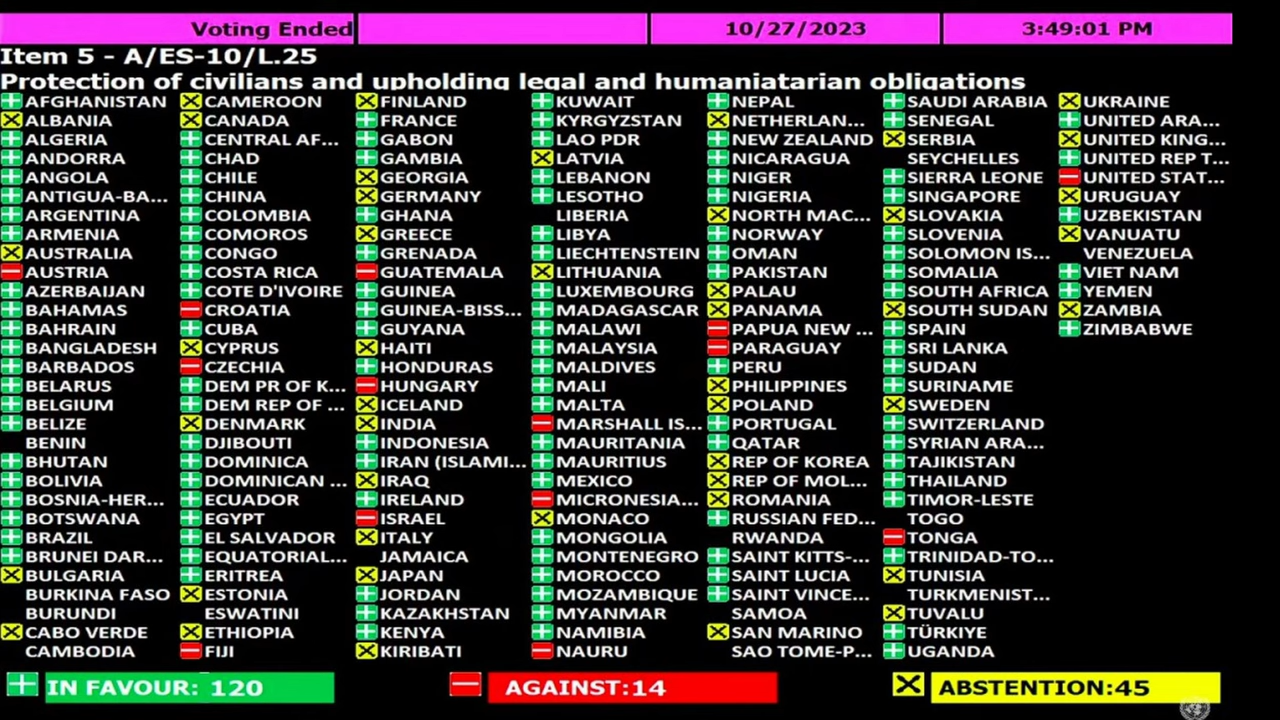 Voting Ended 10/27/2023 3:49:01 PM
Item 5 - A/ES-10/L.25
Protection of civilians and upholding legal and humaniatarian obligations
AFGHANISTAN CAMEROON FINLAND KUWAIT NEPAL SAUDI ARABIA UKRAINE
ALBANIA CANADA FRANCE KYRGYZSTAN NETHERLAN... SENEGAL UNITED ARA...
ALGERIA CENTRAL AF... GABON LAO PDR NEW ZEALAND SERBIA UNITED KING...
ANDORRA CHAD GAMBIA LATVIA NICARAGUA SEYCHELLES UNITED REP T...
ANGOLA CHILE GEORGIA LEBANON NIGER SIERRA LEONE UNITED STAT...
ANTIGUA-BA... CHINA GERMANY LESOTHO NIGERIA SINGAPORE URUGUAY
ARGENTINA COLOMBIA GHANA LIBERIA NORTH MAC... SLOVAKIA UZBEKISTAN
ARMENIA COMOROS GREECE LIBYA NORWAY SLOVENIA VANUATU
AUSTRALIA CONGO GRENADA LIECHTENSTEIN OMAN SOLOMON IS... VENEZUELA
AUSTRIA COSTA RICA GUATEMALA LITHUANIA PAKISTAN SOMALIA VIET NAM
AZERBAIJAN COTE D'IVOIRE GUINEA LUXEMBOURG PALAU SOUTH AFRICA YEMEN
BAHAMAS CROATIA GUINEA-BISS... MADAGASCAR PANAMA SOUTH SUDAN ZAMBIA
BAHRAIN CUBA GUYANA MALAWI PAPUA NEW ... SPAIN ZIMBABWE
BANGLADESH CYPRUS HAITI MALAYSIA PARAGUAY SRI LANKA
BARBADOS CZECHIA HONDURAS MALDIVES PERU SUDAN
BELARUS DEM PR OF K... HUNGARY MALI PHILIPPINES SURINAME
BELGIUM DEM REP OF ... ICELAND MALTA POLAND SWEDEN
BELIZE DENMARK INDIA MARSHALL IS... PORTUGAL SWITZERLAND
BENIN DJIBOUTI INDONESIA MAURITANIA QATAR SYRIAN ARA...
BHUTAN DOMINICA IRAN (ISLAMI... MAURITIUS REP OF KOREA TAJIKISTAN
BOLIVIA DOMINICAN ... IRAQ MEXICO REP OF MOL... THAILAND
BOSNIA-HER... ECUADOR IRELAND MICRONESIA... ROMANIA TIMOR-LESTE
BOTSWANA EGYPT ISRAEL MONACO RUSSIAN FED... TOGO
BRAZIL EL SALVADOR ITALY MONGOLIA RWANDA TONGA
BRUNEI DAR... EQUATORIAL... JAMAICA MONTENEGRO SAINT KITTS-... TRINIDAD-TO...
BULGARIA ERITREA JAPAN MOROCCO SAINT LUCIA TUNISIA
BURKINA FASO ESTONIA JORDAN MOZAMBIQUE SAINT VINCE... TURKMENIST...
BURUNDI ESWATINI KAZAKHSTAN MYANMAR SAMOA TUVALU
CABO VERDE ETHIOPIA KENYA NAMIBIA SAN MARINO TÜRKIYE
CAMBODIA FIJI KIRIBATI NAURU SAO TOME-P... UGANDA
IN FAVOUR: 120 AGAINST:14 ABSTENTION:45